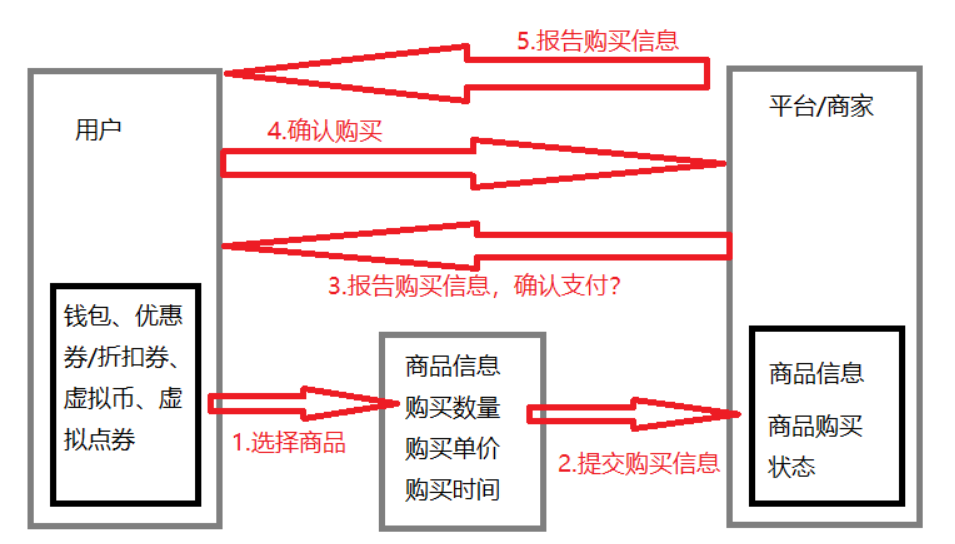 5.报告购买信息
平台/商家
用户
4.确认购买
3.报告购买信息，确认支付？
钱包、优惠
券/折扣券、
虚拟币、虚
拟点券
1.选择商品
商品信息
购买数量
购买单价
购买时间
2.提交购买信息
商品信息
商品购买
状态